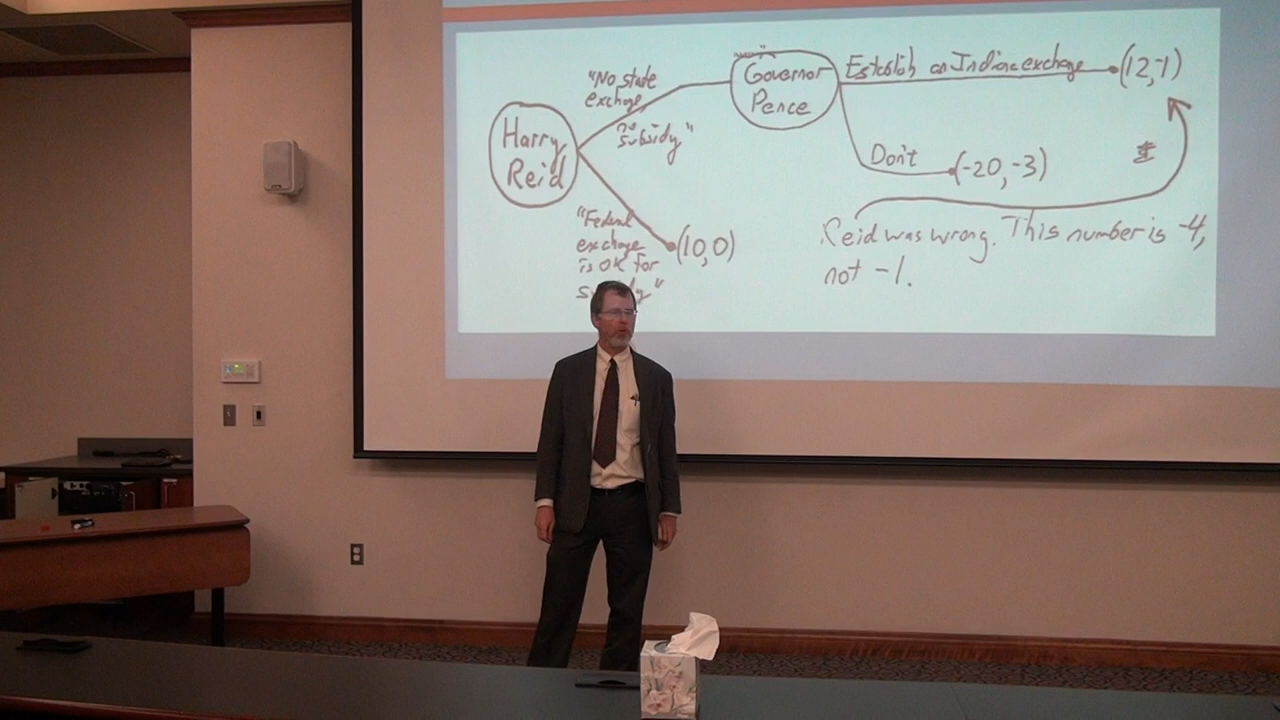 Harry
Reid
"No state
exchange
no
subsidy"
"Federal
exchange
is OK for
Governor
Pence
Establish an Indiana exchange
(12,-1)
Don't
(-20, -3)
(10,0)
Reid was wrong. This number is -4,
not -1.